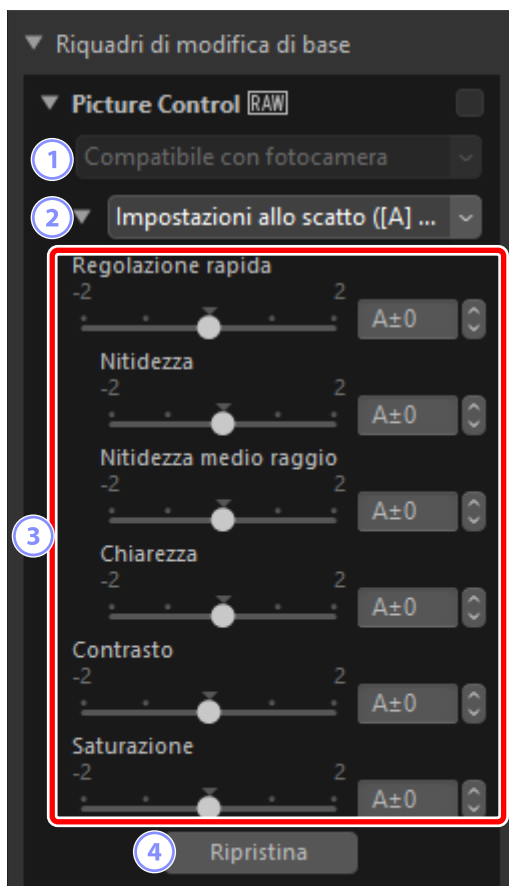 Riquadri di modifica di base
Picture Control RAW
1 Compatibile con fotocamera
2 Impostazioni allo scatto ([A] ...
Regolazione rapida
-2 2
A±0
Nitidezza
-2 2
A±0
Nitidezza medio raggio
-2 2
A±0
3
Chiarezza
-2 2
A±0
Contrasto
-2 2
A±0
Saturazione
-2 2
A±0
4 Ripristina